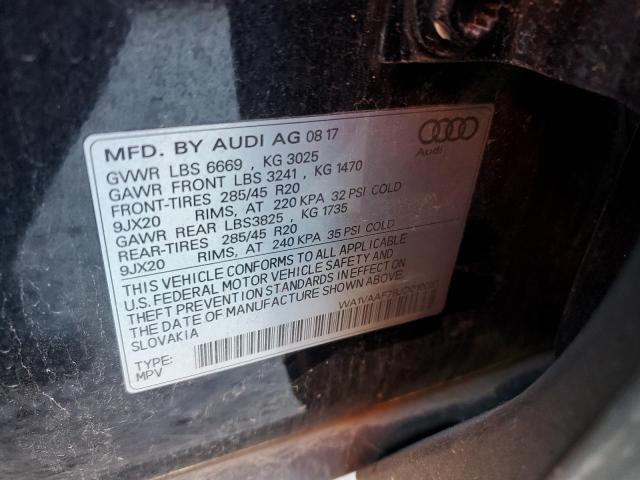 MFD. BY AUDI AG 08 17
GVWR LBS 6669 , KG 3025
GAWR FRONT LBS 3241 , KG 1470
FRONT-TIRES 285/45 R20
9JX20 RIMS, AT 220 KPA 32 PSI COLD
GAWR REAR LBS3825 , KG 1735
REAR-TIRES 285/45 R20
9JX20 RIMS, AT 240 KPA 35 PSI COLD
THIS VEHICLE CONFORMS TO ALL APPLICABLE
U.S. FEDERAL MOTOR VEHICLE SAFETY AND
THEFT PREVENTION STANDARDS IN EFFECT ON
THE DATE OF MANUFACTURE SHOWN ABOVE.
SLOVAKIA
TYPE:
MPV
Audi